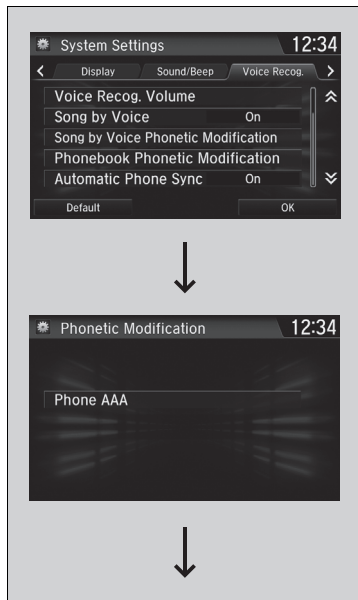 System Settings 12:34
Display Sound/Beep Voice Recog.
Voice Recog. Volume
Song by Voice On
Song by Voice Phonetic Modification
Phonebook Phonetic Modification
Automatic Phone Sync On
Default OK
Phonetic Modification 12:34
Phone AAA